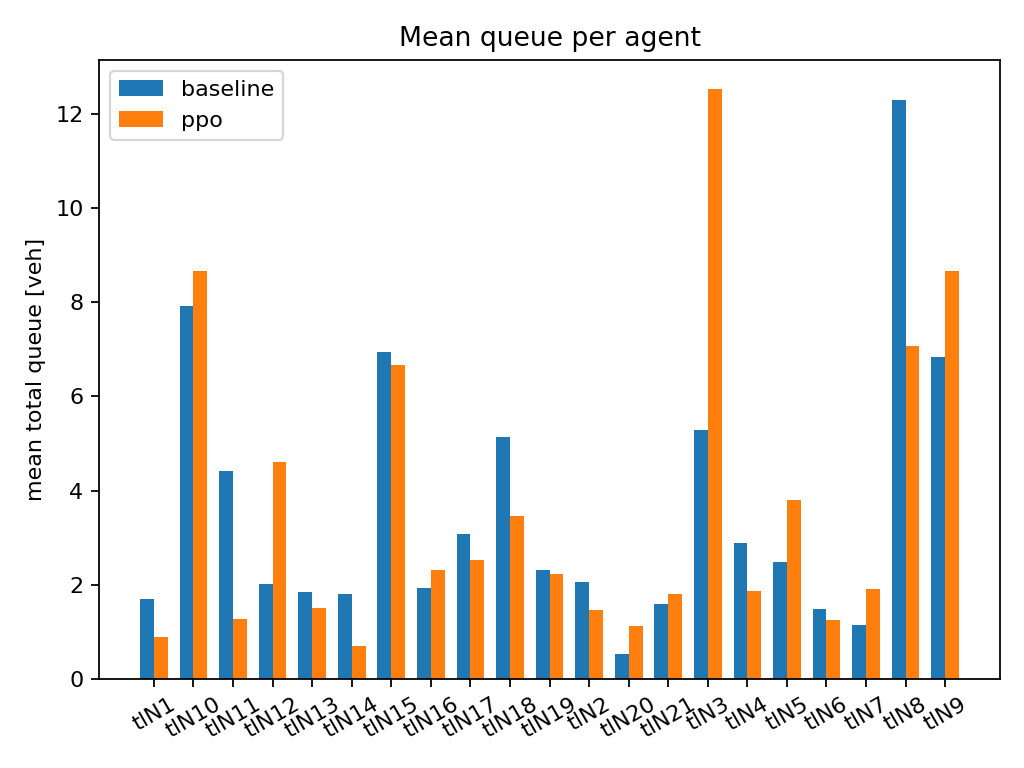 Mean queue per agent
baseline
ppo
mean total queue [veh]
12
10
8
6
4
2
0
tlN1
tlN10
tlN11
tlN12
tlN13
tlN14
tlN15
tlN16
tlN17
tlN18
tlN19
tlN2
tlN20
tlN21
tlN3
tlN4
tlN5
tlN6
tlN7
tlN8
tlN9